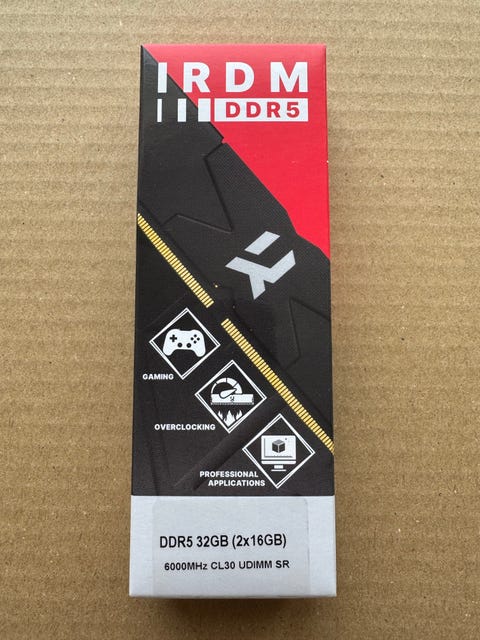 IRDM
DDR5
GAMING
OVERCLOCKING
PROFESSIONAL
APPLICATIONS
DDR5 32GB (2x16GB)
6000MHz CL30 UDIMM SR